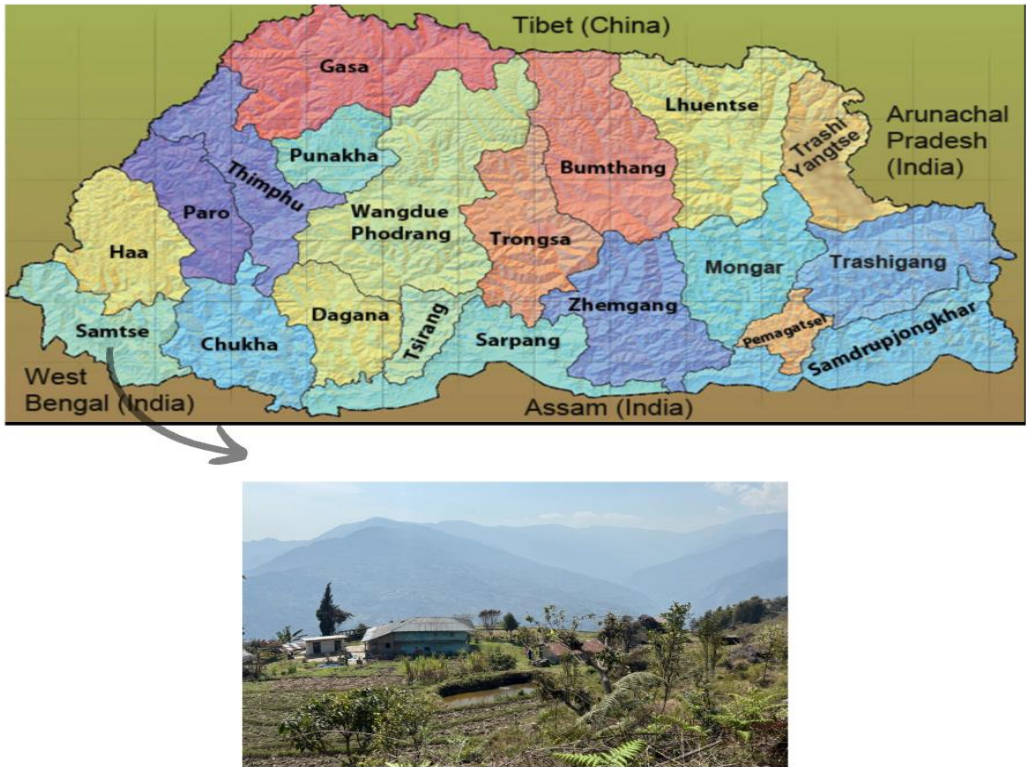 Tibet (China)
Gasa
Lhuentse
Arunachal
Pradesh
(India)
Trashi
Yangtse
Punakha
Bumthang
Thimphu
Paro
Wangdue
Phodrang
Trongsa
Haa
Mongar
Trashigang
Zhemgang
Dagana
Tsirang
Samtse
Chukha
Sarpang
Pemagatsel
Samdrupjongkhar
West
Bengal (India)
Assam (India)